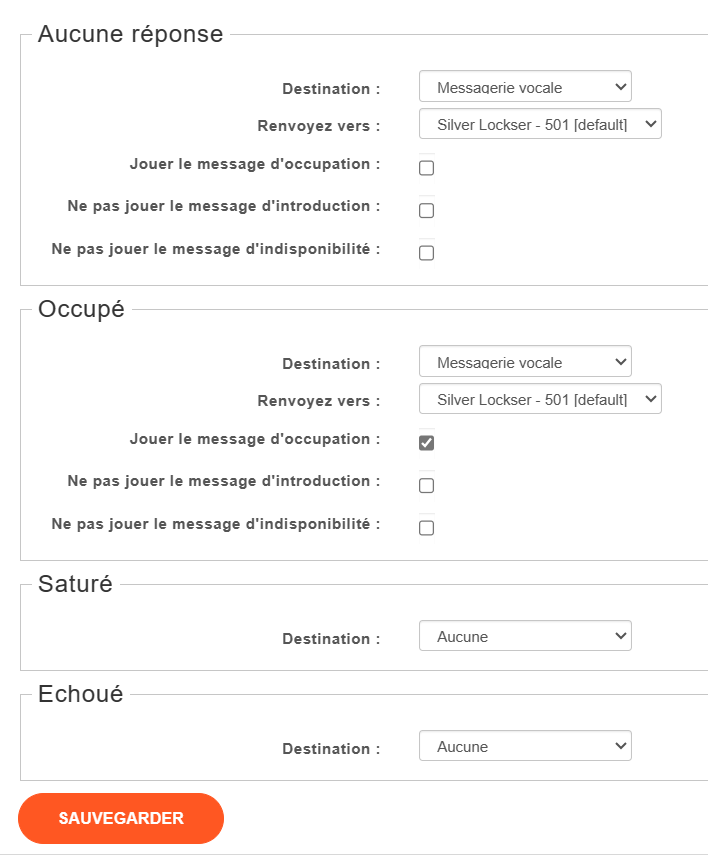 Aucune réponse
Destination : Messagerie vocale
Renvoyez vers : Silver Lockser - 501 [default]
Jouer le message d'occupation :
Ne pas jouer le message d'introduction :
Ne pas jouer le message d'indisponibilité :
Occupé
Destination : Messagerie vocale
Renvoyez vers : Silver Lockser - 501 [default]
Jouer le message d'occupation :
Ne pas jouer le message d'introduction :
Ne pas jouer le message d'indisponibilité :
Saturé
Destination : Aucune
Echoué
Destination : Aucune
SAUVEGARDER